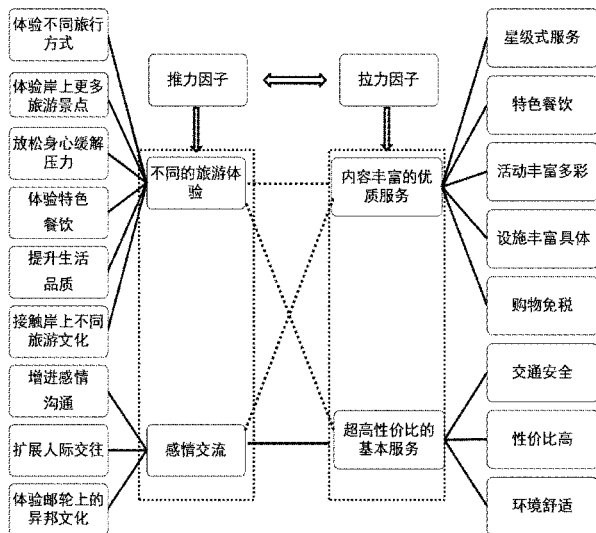 体验不同旅行
方式
体验岸上更多
旅游景点
放松身心缓解
压力
体验特色
餐饮
提升生活
品质
接触岸上不同
旅游文化
增进感情
沟通
扩展人际交往
体验邮轮上的
异邦文化
推力因子
拉力因子
不同的旅游体
验
内容丰富的优
质服务
感情交流
超高性价比的
基本服务
星级式服务
特色餐饮
活动丰富多彩
设施丰富具体
购物免税
交通安全
性价比高
环境舒适